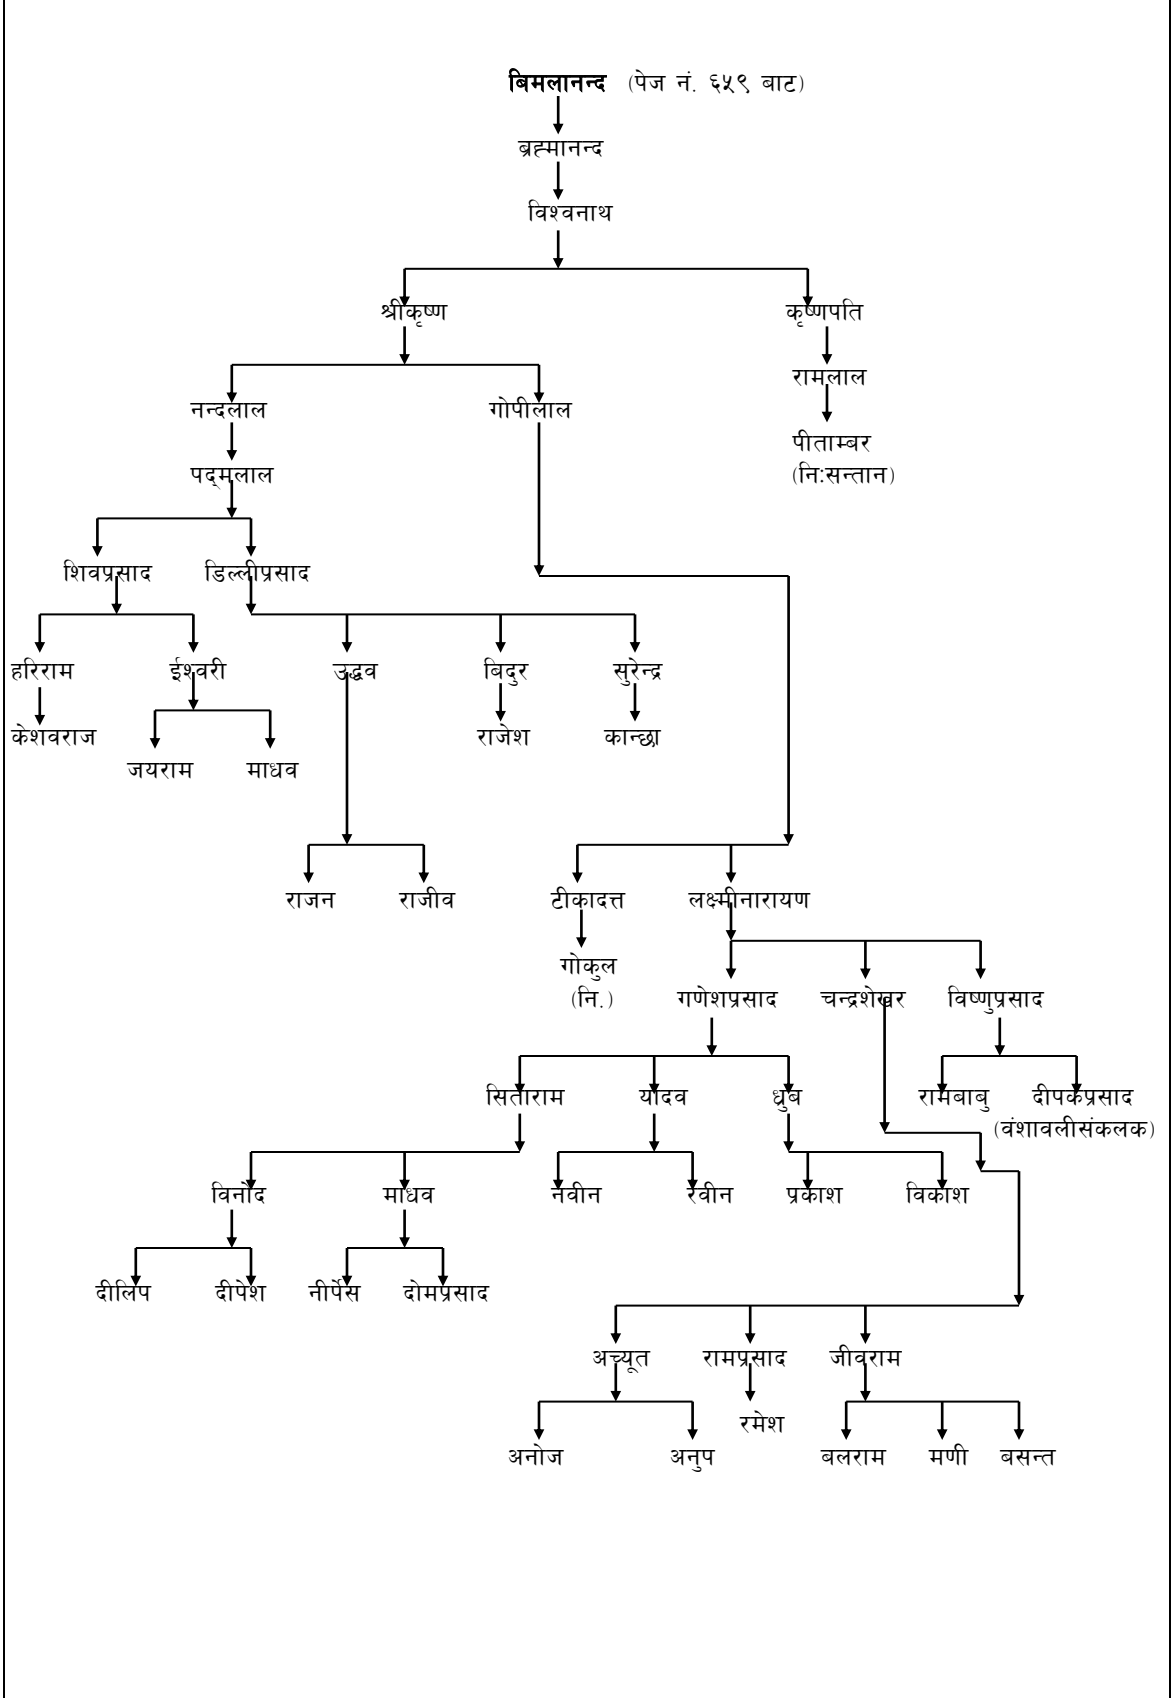 बिमलानन्द (पेज नं. ६५९ बाट)
ब्रह्मानन्द
विश्वनाथ
श्रीकृष्ण कृष्णपति
रामलाल
नन्दलाल गोपीलाल
पीताम्बर
पद्मलाल (निःसन्तान)
शिवप्रसाद डिल्लीप्रसाद
हरिराम ईश्वरी उद्धव बिदुर सुरेन्द्र
केशवराज राजेश कान्छा
जयराम माधव
राजन राजीव टीकादत्त लक्ष्मीनारायण
गोकुल
(नि.) गणेशप्रसाद चन्द्रशेखर विष्णुप्रसाद
सिताराम यादव ध्रुब रामबाबु दीपकप्रसाद
(वंशावलीसंकलक)
विनोद माधव नवीन रवीन प्रकाश विकाश
दीलिप दीपेश नीर्पेस दोमप्रसाद
अच्यूत रामप्रसाद जीवराम
रमेश
अनोज अनुप बलराम मणी बसन्त